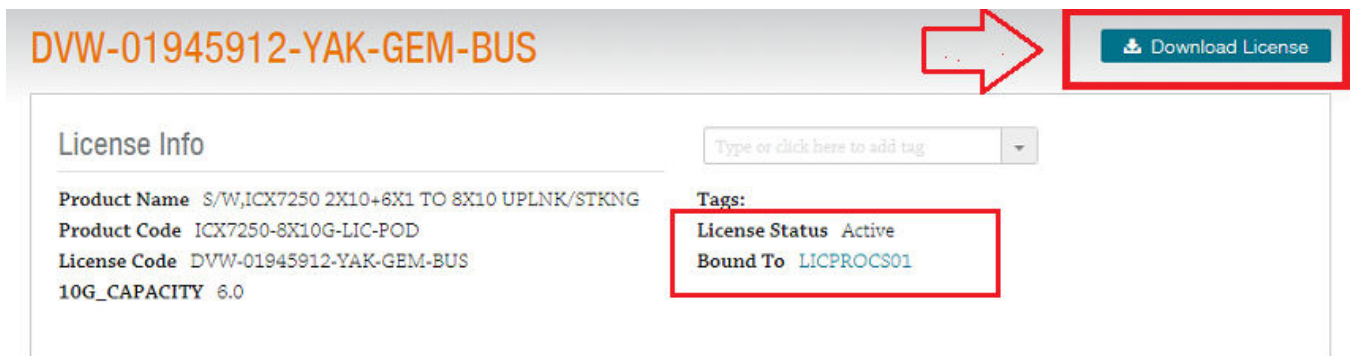 DVW-01945912-YAK-GEM-BUS
Download License
License Info
Type or click here to add tag
Product Name S/W,ICX7250 2X10+6X1 TO 8X10 UPLNK/STKNG
Tags:
Product Code ICX7250-8X10G-LIC-POD
License Status Active
License Code DVW-01945912-YAK-GEM-BUS
Bound To LICPROCS01
10G_CAPACITY 6.0